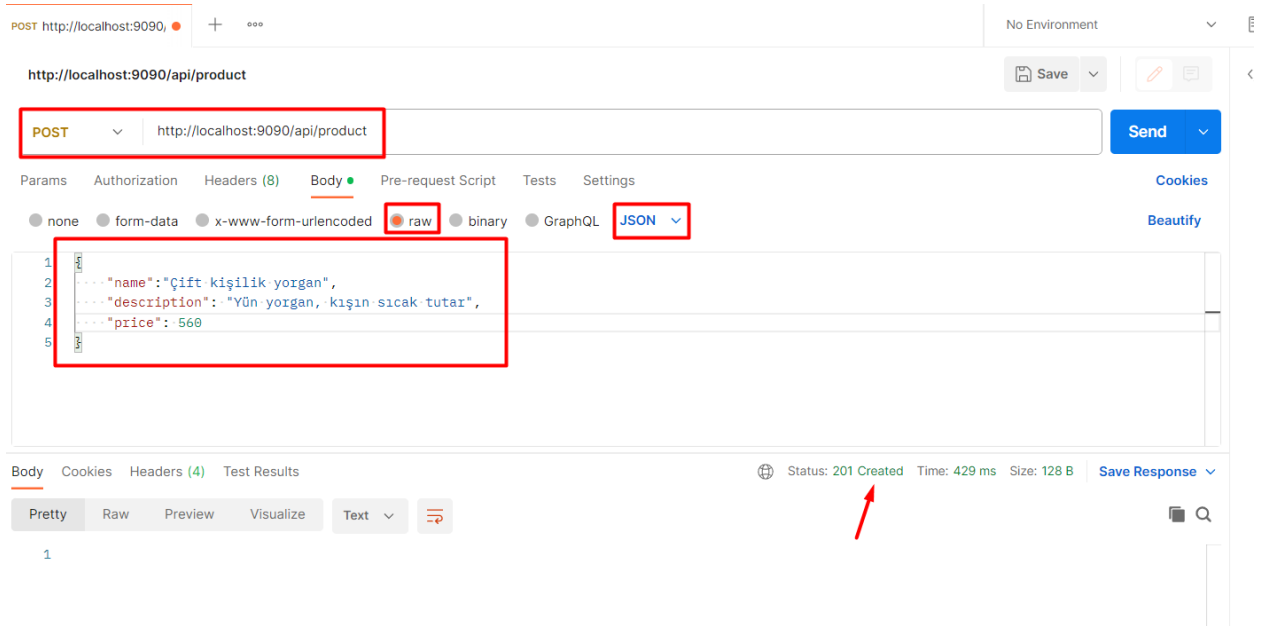 POST http://localhost:9090/
No Environment
http://localhost:9090/api/product
Save
POST http://localhost:9090/api/product
Send
Params Authorization Headers (8) Body Pre-request Script Tests Settings Cookies
none form-data x-www-form-urlencoded raw binary GraphQL JSON Beautify
1 {
2 "name":"Çift kişilik yorgan",
3 "description": "Yün yorgan, kışın sıcak tutar",
4 "price": 560
5 }
Body Cookies Headers (4) Test Results Status: 201 Created Time: 429 ms Size: 128 B Save Response
Pretty Raw Preview Visualize Text
1